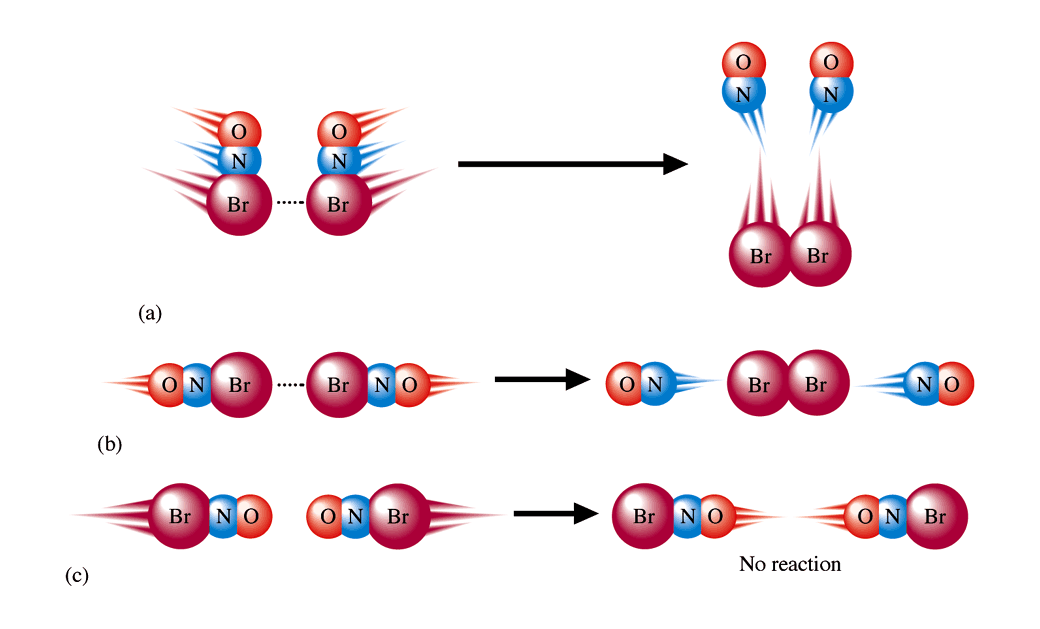 O O O O
N N N N
Br Br Br Br
(a)
O N Br Br N O O N Br Br N O
(b)
Br N O O N Br Br N O O N Br
No reaction
(c)